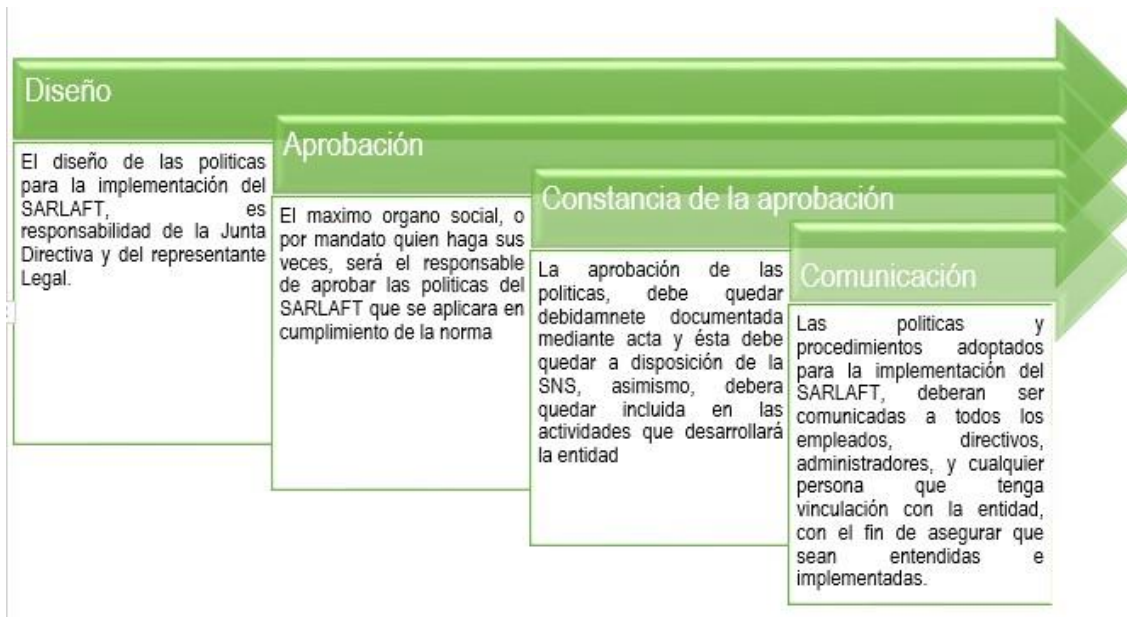 Diseño
El diseño de las politicas
para la implementación del
SARLAFT, es
responsabilidad de la Junta
Directiva y del representante
Legal.
Aprobación
El maximo organo social, o
por mandato quien haga sus
veces, será el responsable
de aprobar las politicas del
SARLAFT que se aplicara en
cumplimiento de la norma
Constancia de la aprobación
La aprobación de las
politicas, debe quedar
debidamnete documentada
mediante acta y ésta debe
quedar a disposición de la
SNS, asimismo, debera
quedar incluida en las
actividades que desarrollará
la entidad
Comunicación
Las politicas y
procedimientos adoptados
para la implementación del
SARLAFT, deberan ser
comunicadas a todos los
empleados, directivos,
administradores, y cualquier
persona que tenga
vinculación con la entidad,
con el fin de asegurar que
sean entendidas e
implementadas.